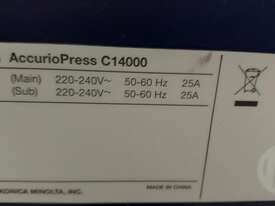 AccurioPress C14000
(Main) 220-240V~ 50-60 Hz 25A
(Sub) 220-240V~ 50-60 Hz 25A
KONICA MINOLTA, INC.
MADE IN CHINA